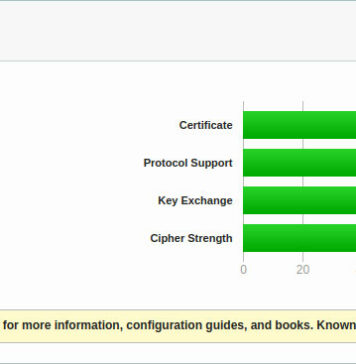 Certificate
Protocol Support
Key Exchange
Cipher Strength
0 20
for more information, configuration guides, and books. Known